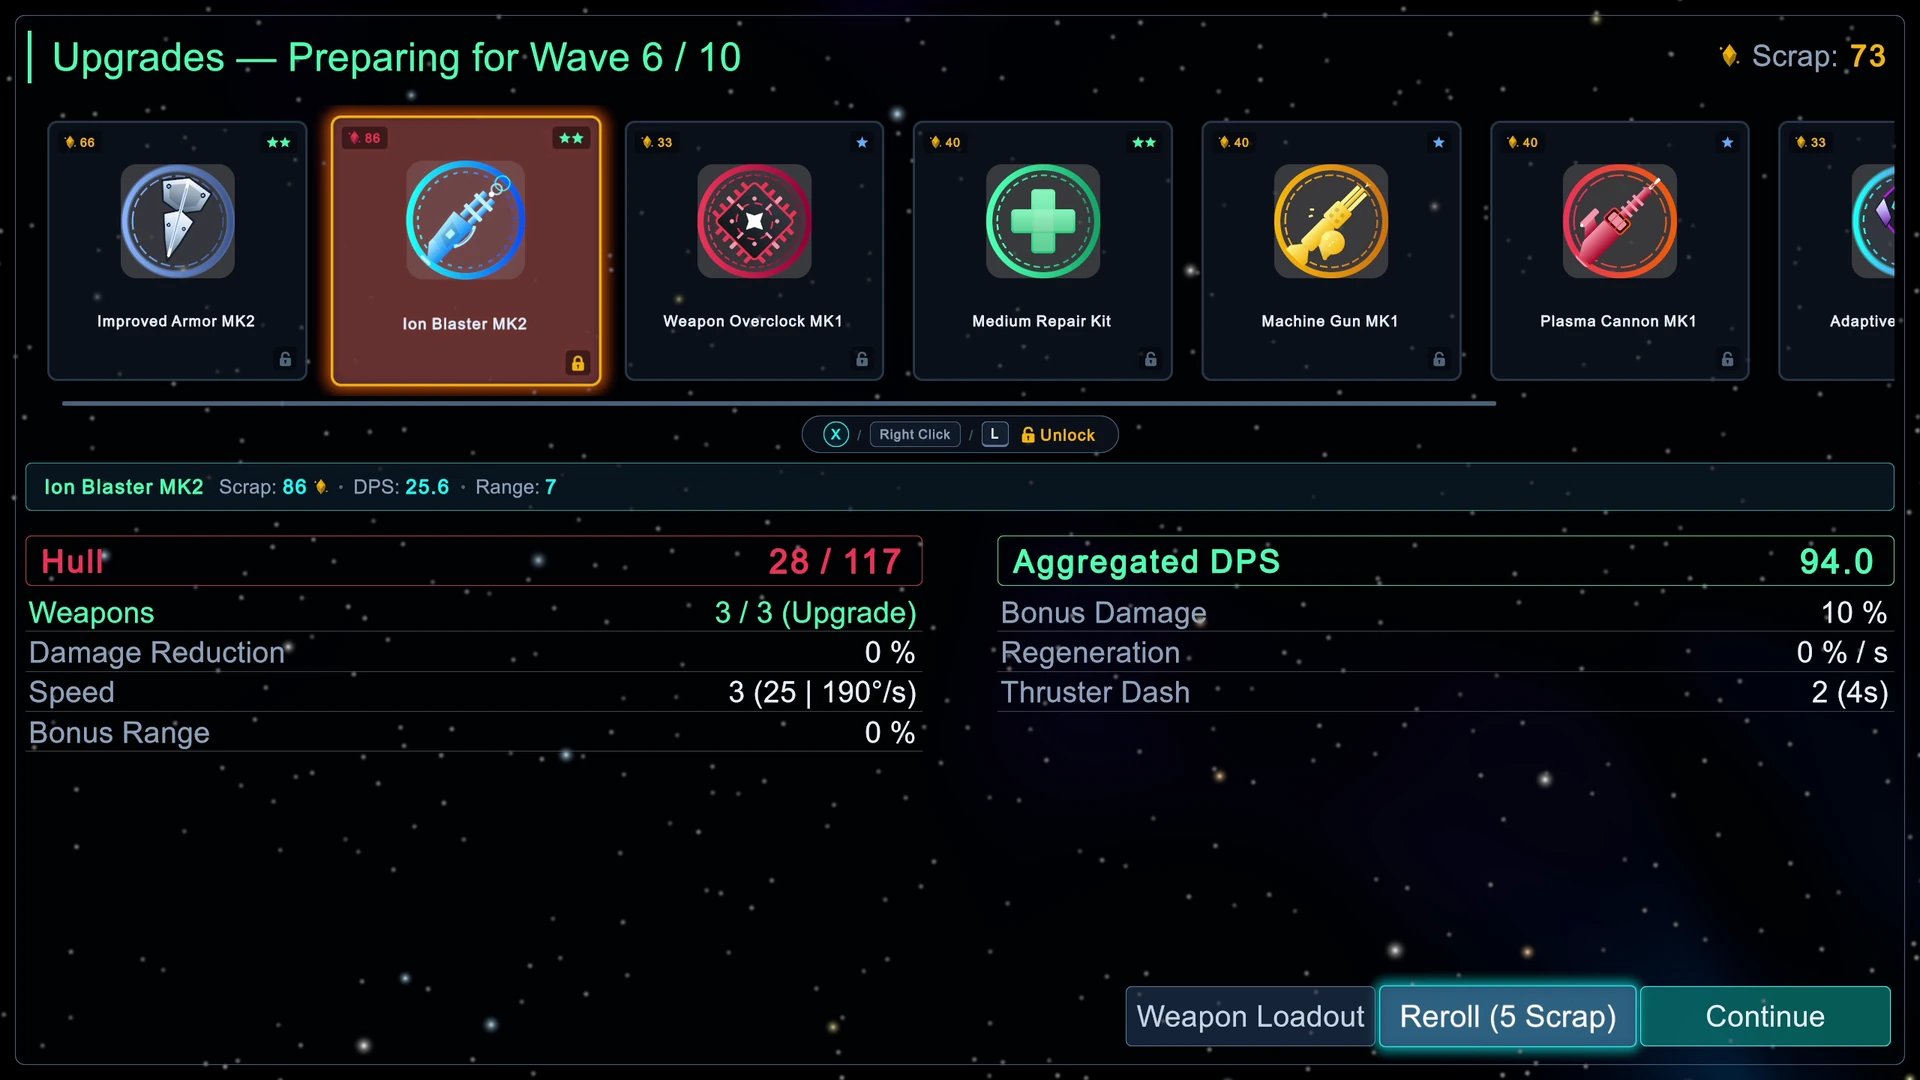 Upgrades — Preparing for Wave 6 / 10
Scrap: 73
66
Improved Armor MK2
86
Ion Blaster MK2
33
Weapon Overclock MK1
40
Medium Repair Kit
40
Machine Gun MK1
40
Plasma Cannon MK1
33
Adaptive
X / Right Click / L Unlock
Ion Blaster MK2 Scrap: 86 · DPS: 25.6 · Range: 7
Hull 28 / 117
Weapons 3 / 3 (Upgrade)
Damage Reduction 0 %
Speed 3 (25 | 190°/s)
Bonus Range 0 %
Aggregated DPS 94.0
Bonus Damage 10 %
Regeneration 0 % / s
Thruster Dash 2 (4s)
Weapon Loadout
Reroll (5 Scrap)
Continue